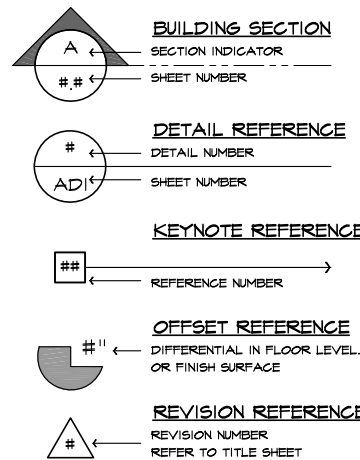 BUILDING SECTION
A
SECTION INDICATOR
#.#
SHEET NUMBER
DETAIL REFERENCE
#
DETAIL NUMBER
AD1
SHEET NUMBER
KEYNOTE REFERENCE
##
REFERENCE NUMBER
OFFSET REFERENCE
#"
DIFFERENTIAL IN FLOOR LEVEL.
OR FINISH SURFACE
REVISION REFERENCE
#
REVISION NUMBER
REFER TO TITLE SHEET